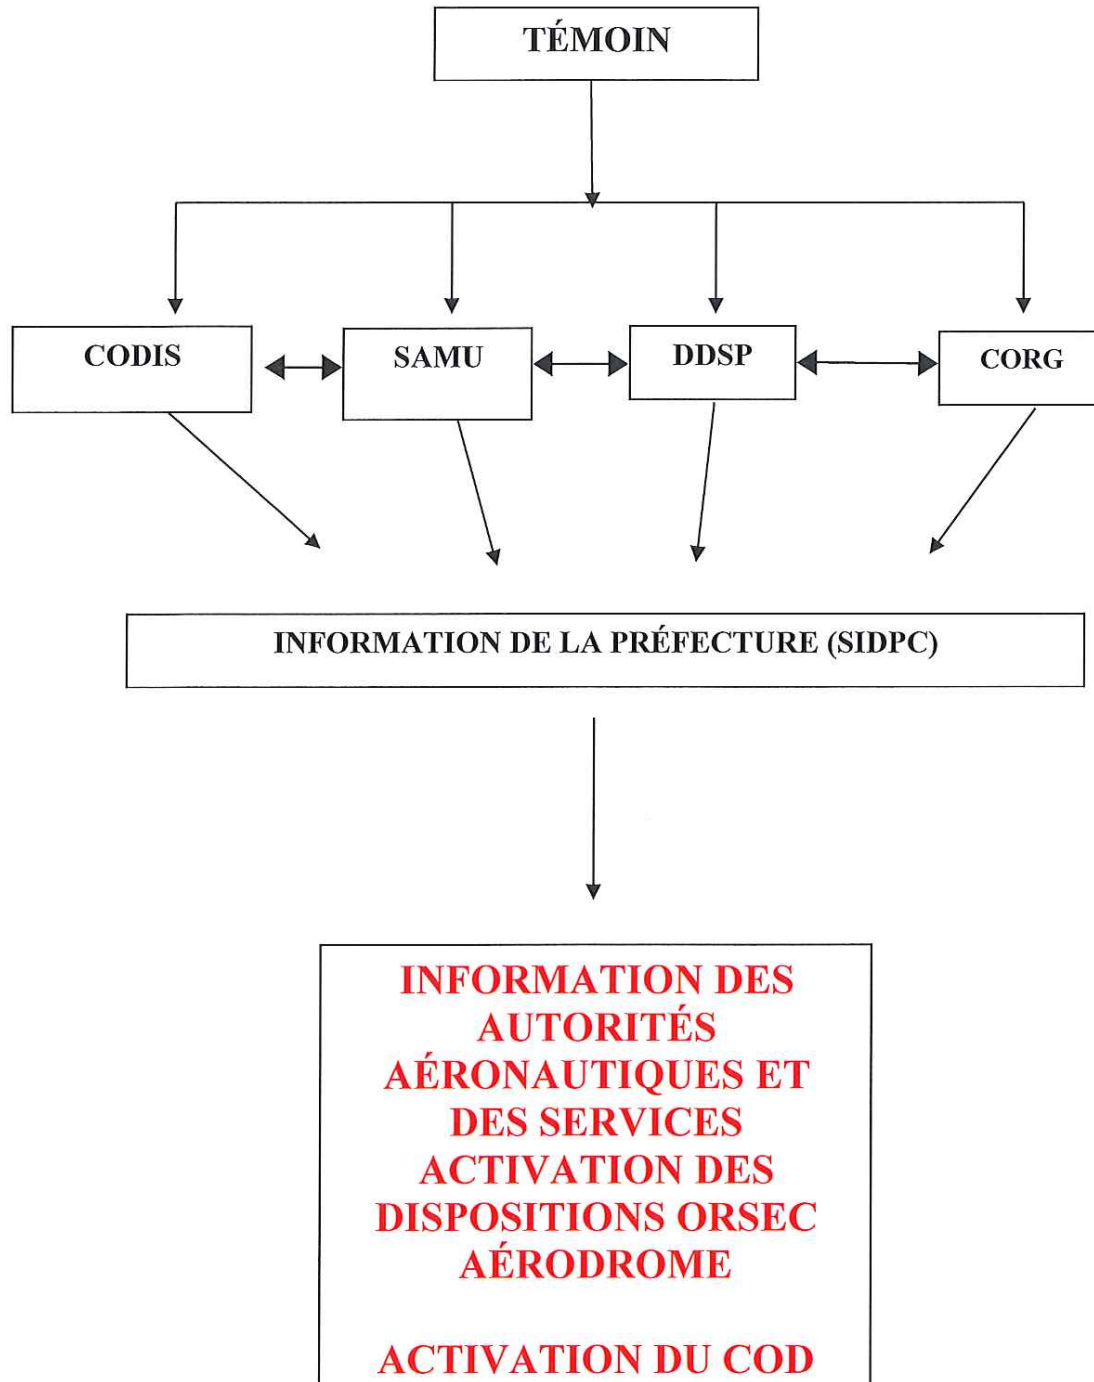 TÉMOIN
CODIS
SAMU
DDSP
CORG
INFORMATION DE LA PRÉFECTURE (SIDPC)
INFORMATION DES
AUTORITÉS
AÉRONAUTIQUES ET
DES SERVICES
ACTIVATION DES
DISPOSITIONS ORSEC
AÉRODROME
ACTIVATION DU COD